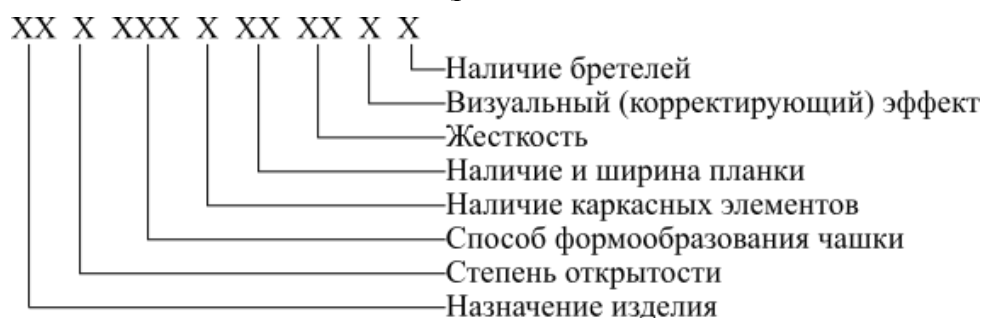 XX X XXX X XX XX X X
Наличие бретелей
Визуальный (корректирующий) эффект
Жесткость
Наличие и ширина планки
Наличие каркасных элементов
Способ формообразования чашки
Степень открытости
Назначение изделия